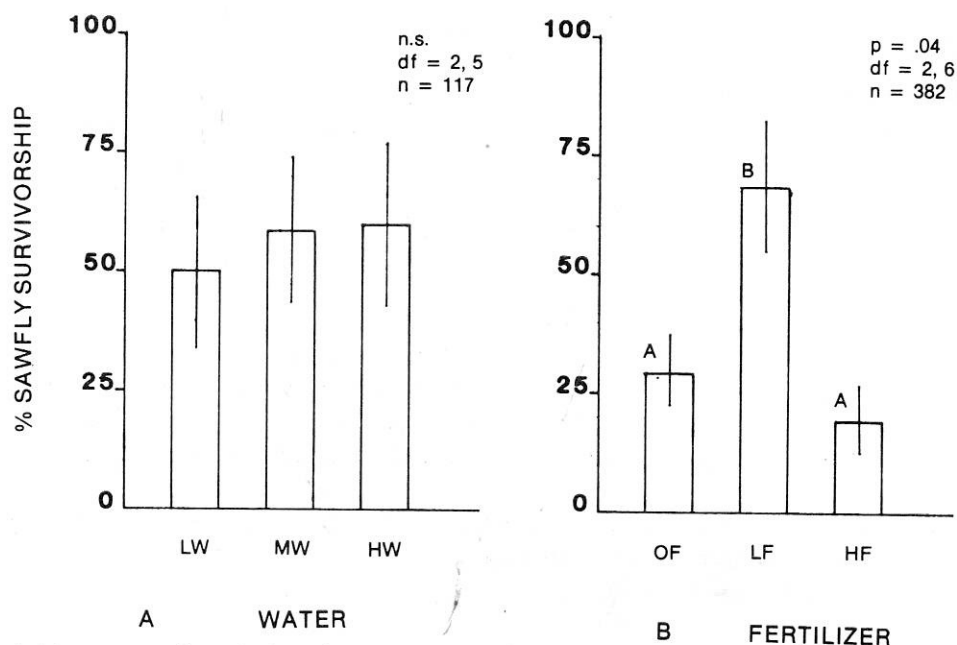 % SAWFLY SURVIVORSHIP
100
75
50
25
0
n.s.
df = 2, 5
n = 117
LW MW HW
A WATER
100
75
50
25
0
p = .04
df = 2, 6
n = 382
A
B
A
OF LF HF
B FERTILIZER